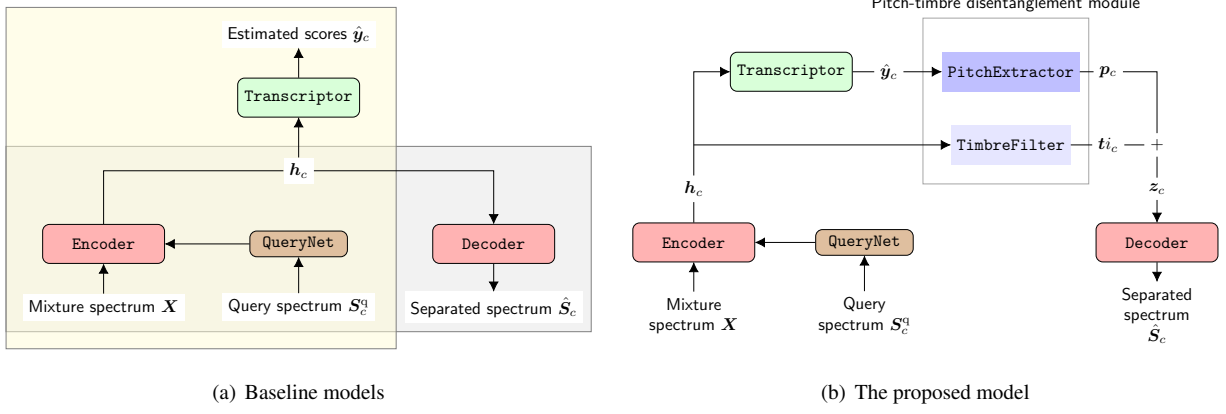 Estimated scores ŷ_c
Transcriptor
h_c
Encoder
QueryNet
Decoder
Mixture spectrum X
Query spectrum S_c^q
Separated spectrum Ŝ_c
(a) Baseline models
Pitch-timbre disentanglement module
Transcriptor
ŷ_c
PitchExtractor
p_c
TimbreFilter
ti_c
+
h_c
z_c
Encoder
QueryNet
Decoder
Mixture
spectrum X
Query
spectrum S_c^q
Separated
spectrum
Ŝ_c
(b) The proposed model